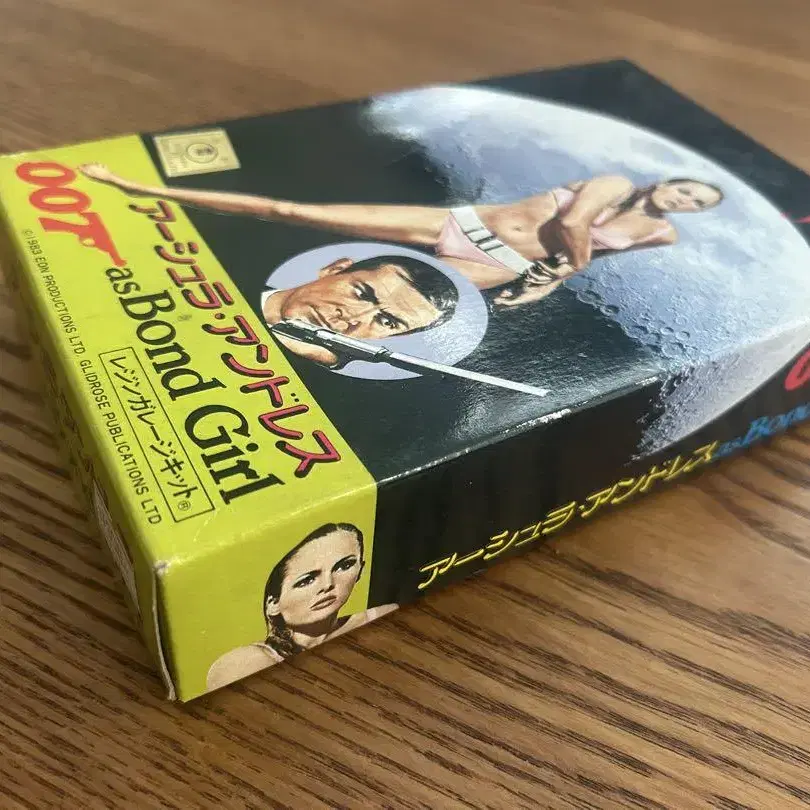 007
アーシュラ・アンドレス
as Bond Girl
レジンガレージキット®
©1983 EON PRODUCTIONS LTD. GLIDROSE PUBLICATIONS LTD
アーシュラ・アンドレス as Bond